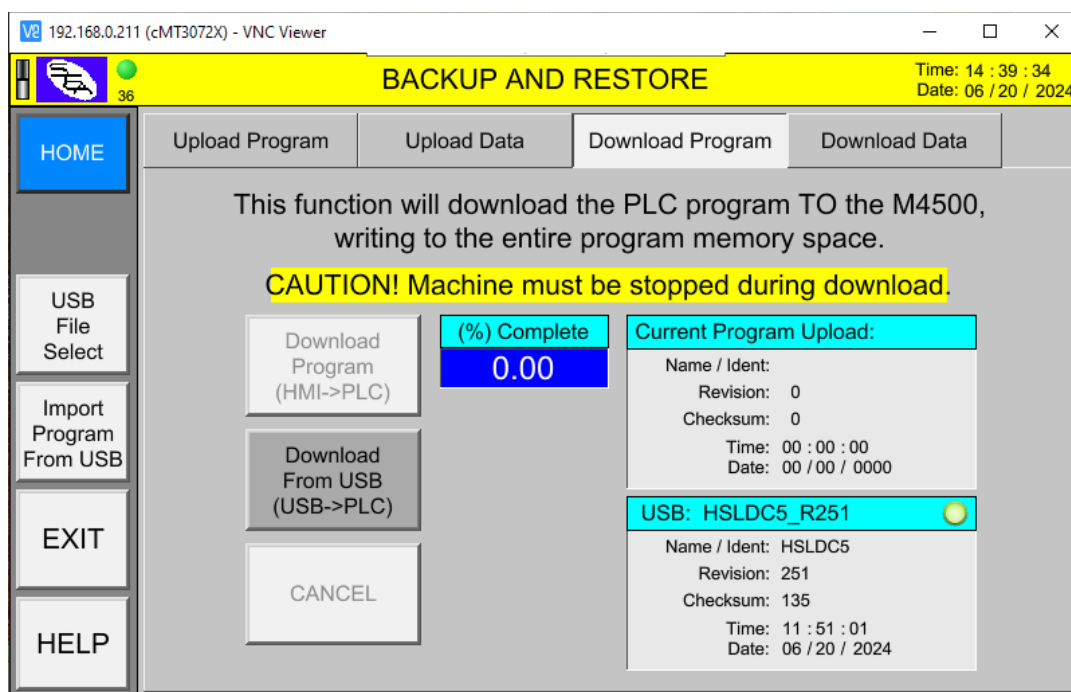 192.168.0.211 (cMT3072X) - VNC Viewer
36
BACKUP AND RESTORE
Time: 14 : 39 : 34
Date: 06 / 20 / 2024
HOME
Upload Program
Upload Data
Download Program
Download Data
This function will download the PLC program TO the M4500,
writing to the entire program memory space.
CAUTION! Machine must be stopped during download.
USB
File
Select
Import
Program
From USB
EXIT
HELP
Download
Program
(HMI->PLC)
Download
From USB
(USB->PLC)
CANCEL
(%) Complete
0.00
Current Program Upload:
Name / Ident:
Revision: 0
Checksum: 0
Time: 00 : 00 : 00
Date: 00 / 00 / 0000
USB: HSLDC5_R251
Name / Ident: HSLDC5
Revision: 251
Checksum: 135
Time: 11 : 51 : 01
Date: 06 / 20 / 2024